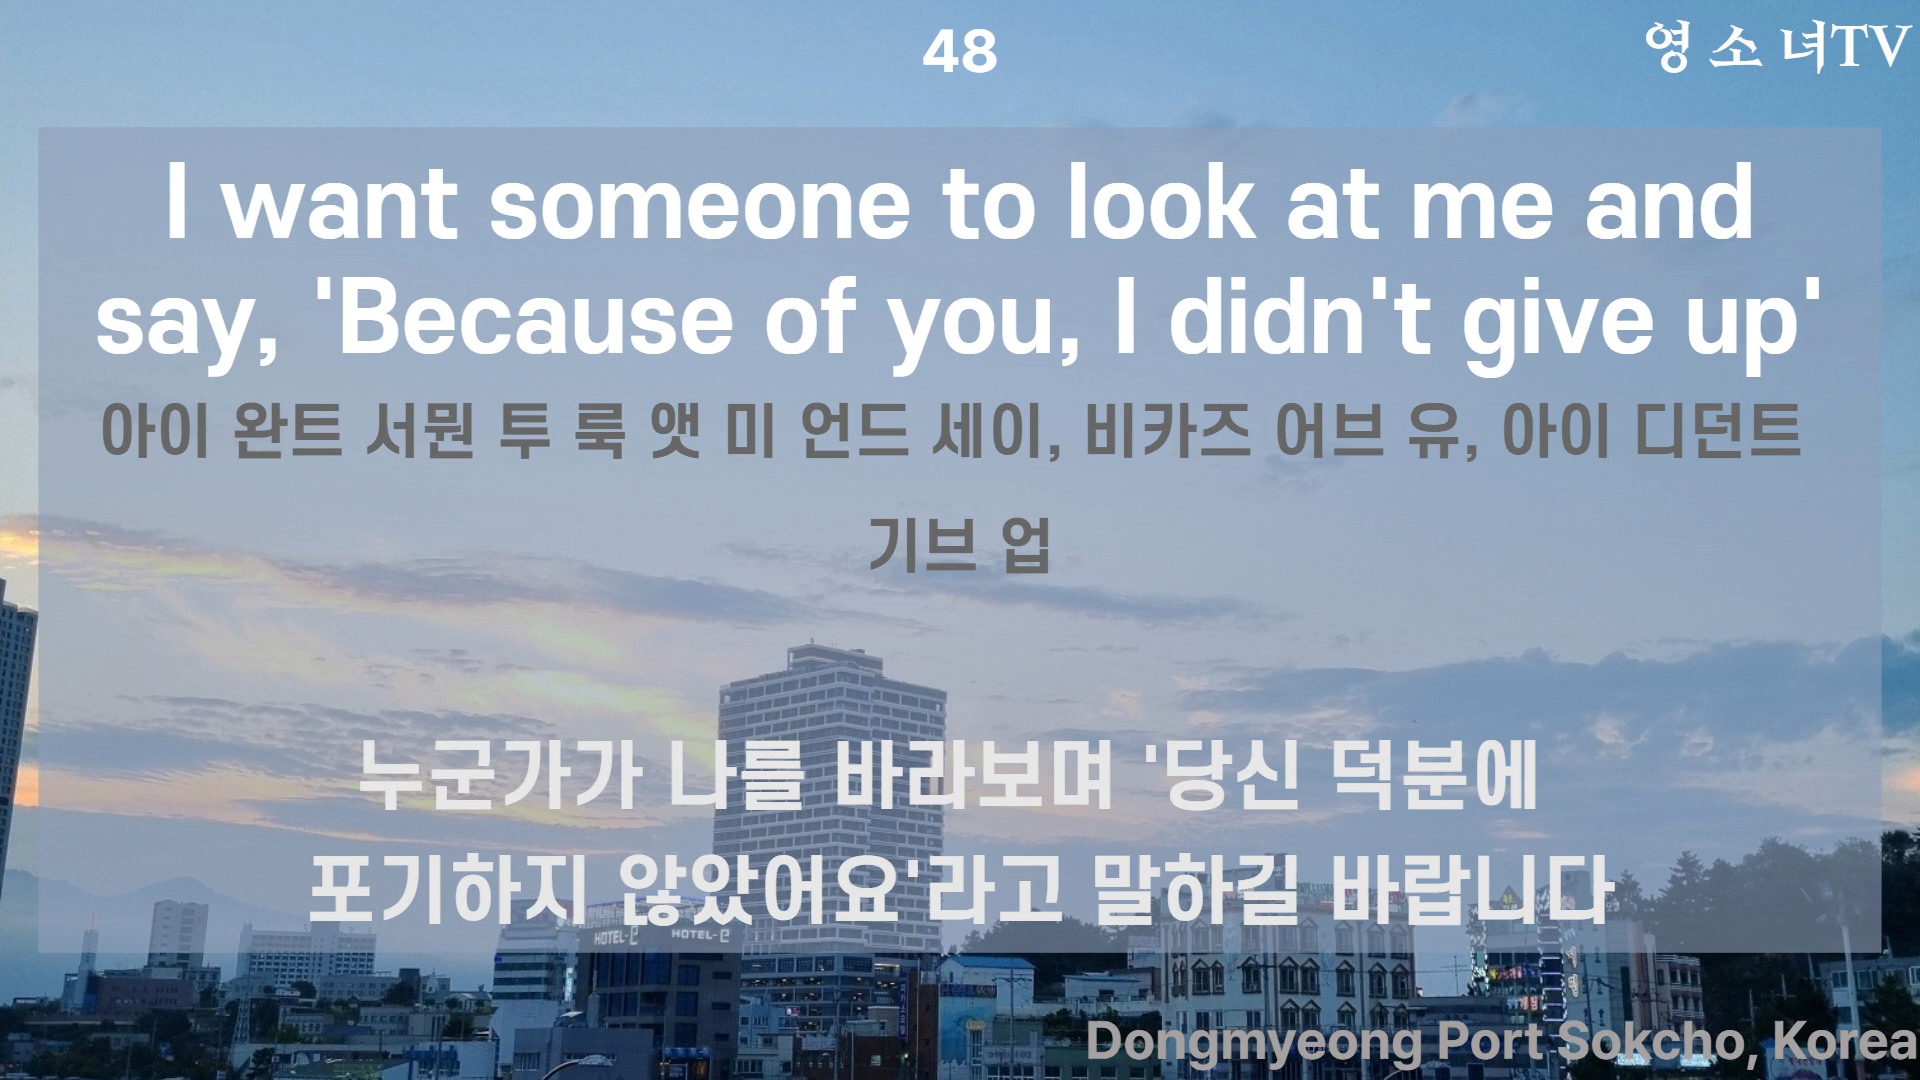 48
영소녀TV
I want someone to look at me and
say, 'Because of you, I didn't give up'
아이 완트 서뭔 투 룩 앳 미 언드 세이, 비카즈 어브 유, 아이 디던트
기브 업
누군가가 나를 바라보며 '당신 덕분에
포기하지 않았어요'라고 말하길 바랍니다
HOTEL-e HOTEL-e
Dongmyeong Port Sokcho, Korea